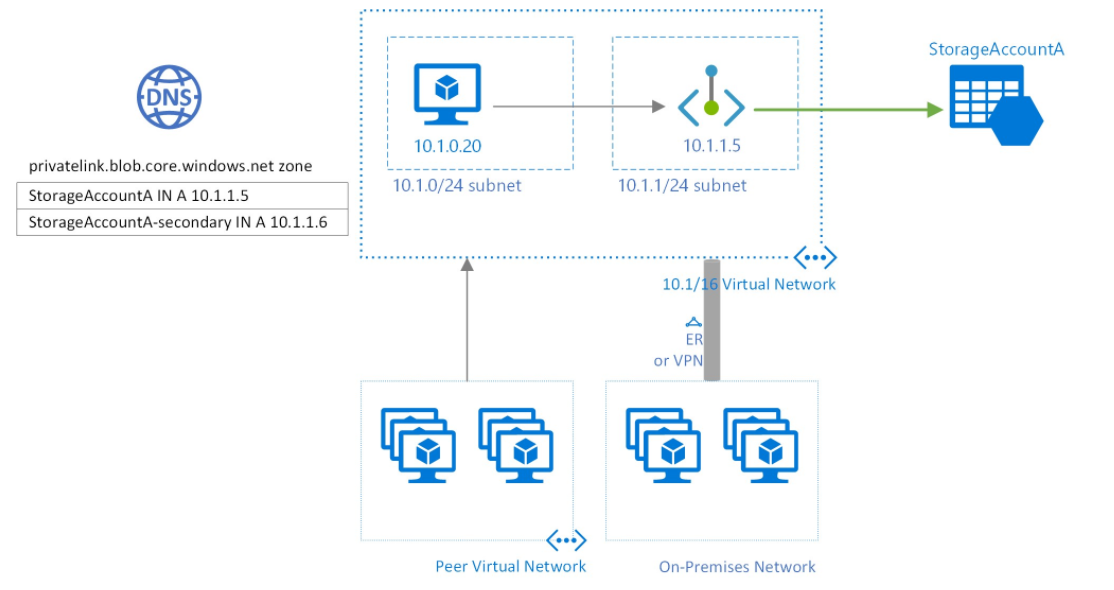 StorageAccountA
DNS
10.1.0.20
10.1.1.5
privatelink.blob.core.windows.net zone
StorageAccountA IN A 10.1.1.5
StorageAccountA-secondary IN A 10.1.1.6
10.1.0/24 subnet
10.1.1/24 subnet
10.1/16 Virtual Network
ER
or VPN
Peer Virtual Network
On-Premises Network